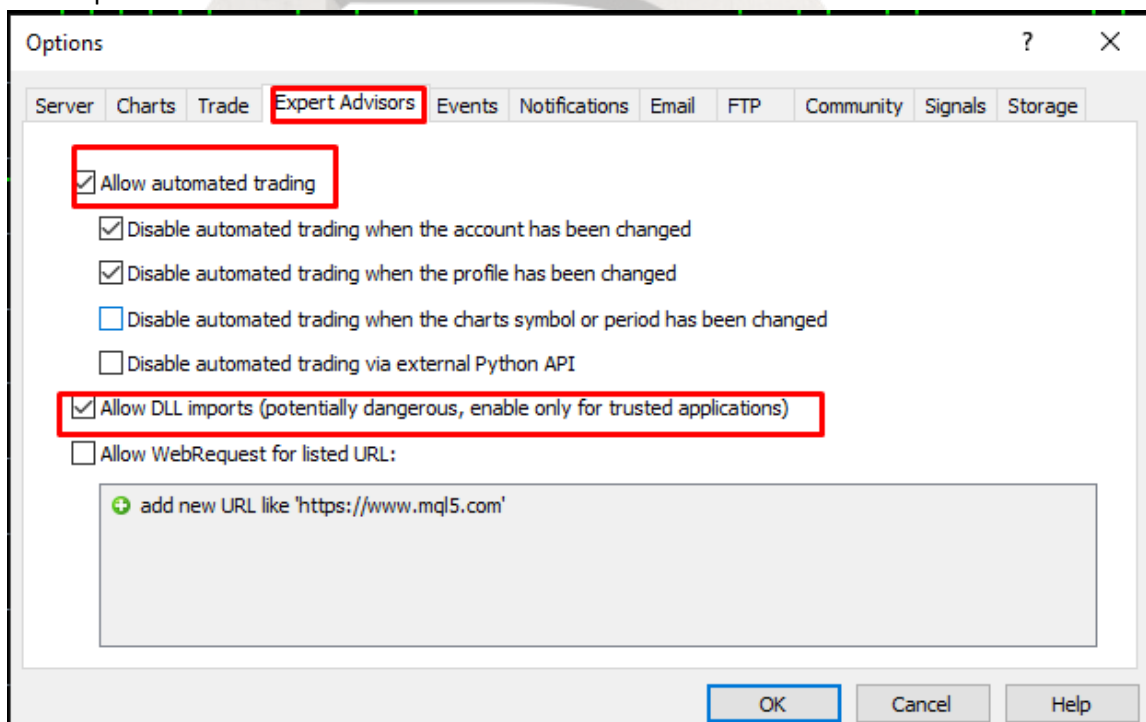 Options
Server Charts Trade Expert Advisors Events Notifications Email FTP Community Signals Storage
Allow automated trading
Disable automated trading when the account has been changed
Disable automated trading when the profile has been changed
Disable automated trading when the charts symbol or period has been changed
Disable automated trading via external Python API
Allow DLL imports (potentially dangerous, enable only for trusted applications)
Allow WebRequest for listed URL:
add new URL like 'https://www.mql5.com'
OK Cancel Help